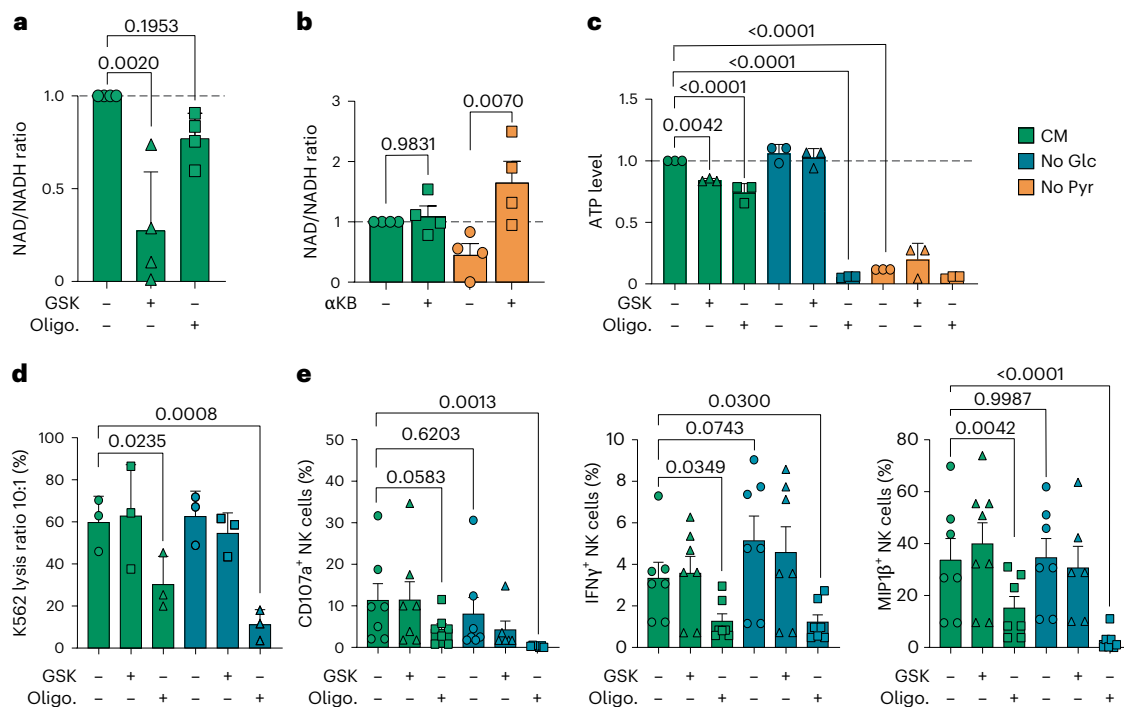 a
0.1953
0.0020
NAD/NADH ratio
1.0
0.5
0
GSK – + –
Oligo. – – +
b
0.9831
0.0070
NAD/NADH ratio
3
2
1
0
αKB – + – +
c
<0.0001
<0.0001
<0.0001
0.0042
ATP level
1.5
1.0
0.5
0
GSK – + – – + – – + –
Oligo. – – + – – + – – +
CM
No Glc
No Pyr
d
0.0008
0.0235
K562 lysis ratio 10:1 (%)
100
80
60
40
20
0
GSK – + – – + –
Oligo. – – + – – +
e
0.0013
0.6203
0.0583
CD107a⁺ NK cells (%)
50
40
30
20
10
0
– + – – + –
– – + – – +
0.0300
0.0743
0.0349
IFNγ⁺ NK cells (%)
10
8
6
4
2
0
GSK – + – – + –
Oligo. – – + – – +
<0.0001
0.9987
0.0042
MIP1β⁺ NK cells (%)
80
60
40
20
0
GSK – + – – + –
Oligo. – – + – – +